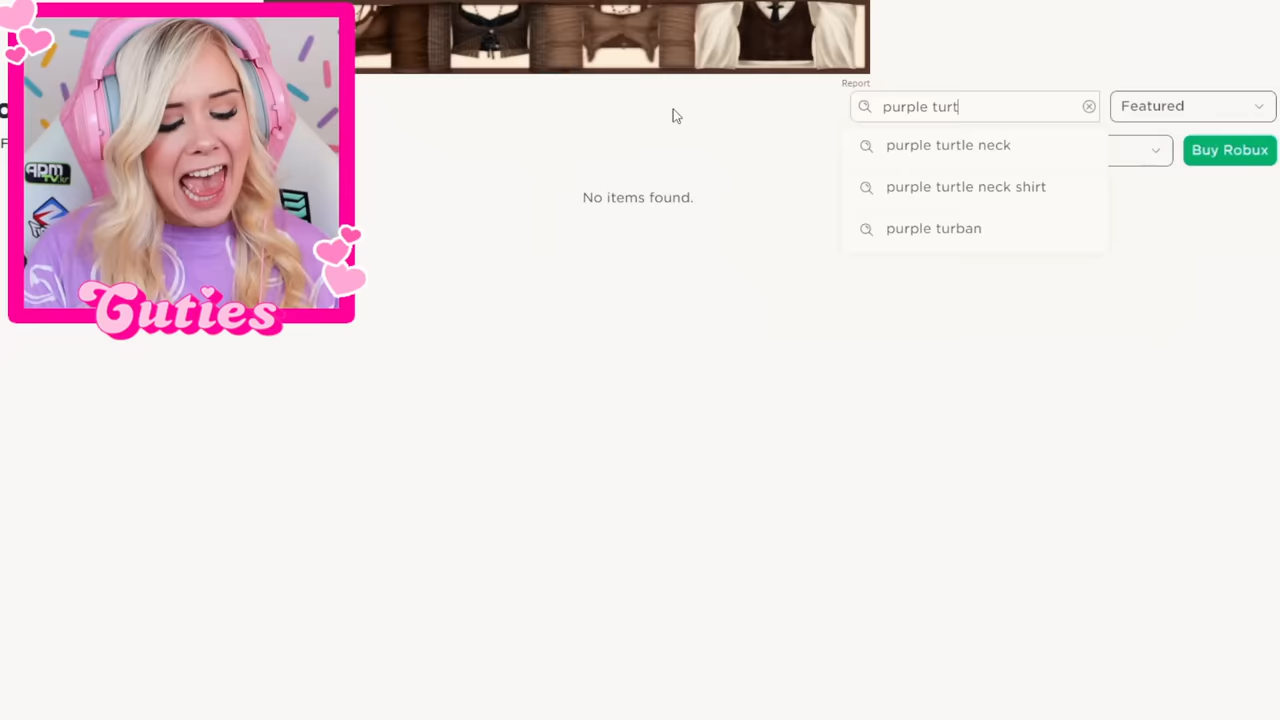 Report
purple turt
Featured
purple turtle neck
Buy Robux
purple turtle neck shirt
No items found.
purple turban
APM
Cuties